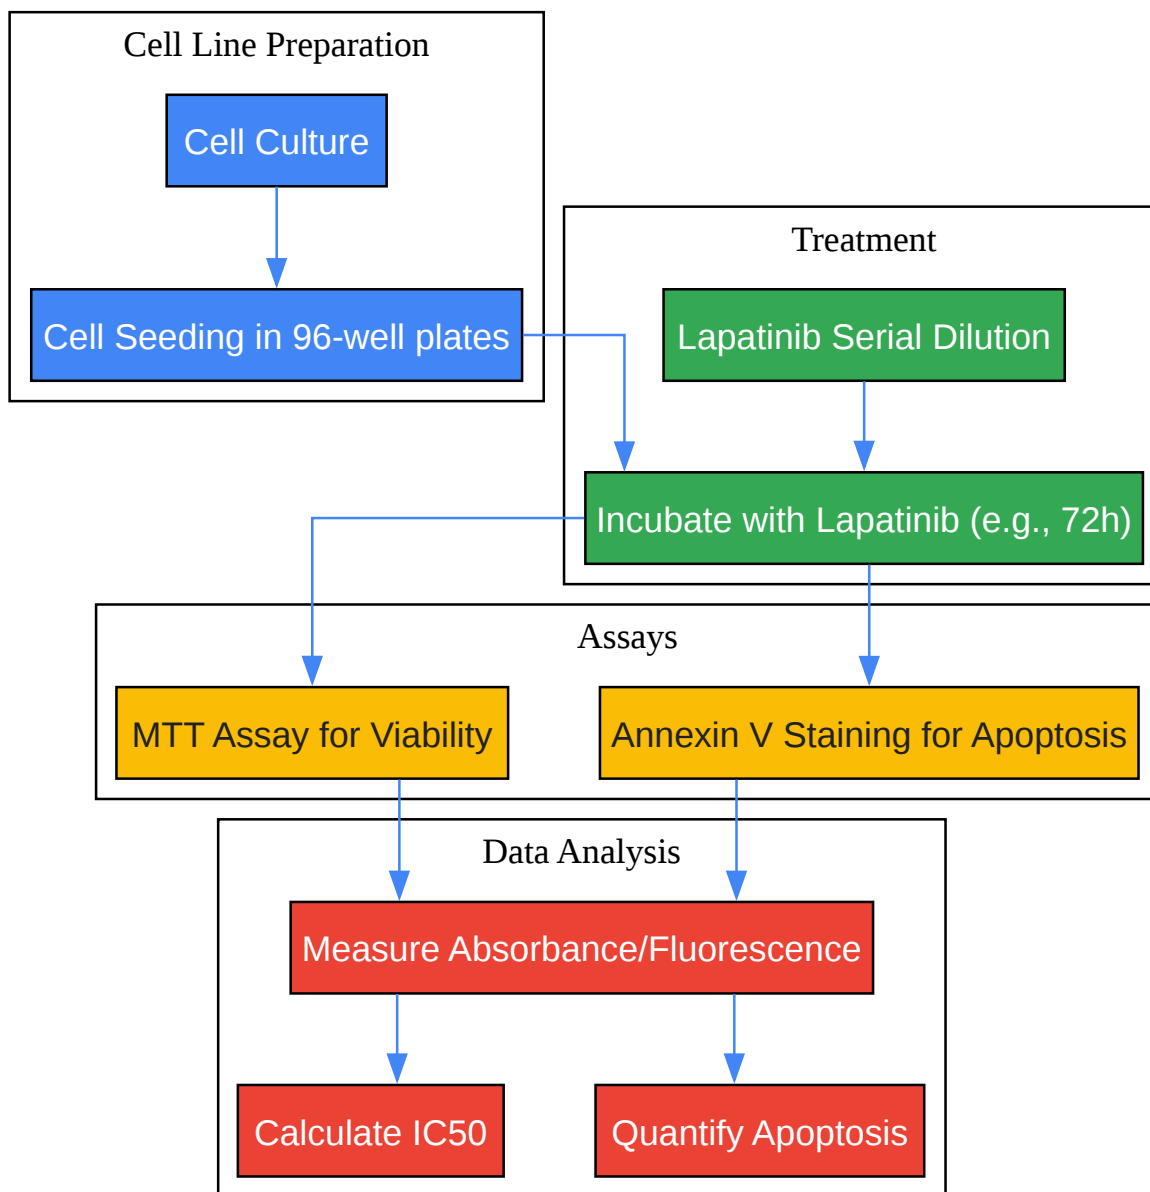 Cell Line Preparation
Cell Culture
Cell Seeding in 96-well plates
Treatment
Lapatinib Serial Dilution
Incubate with Lapatinib (e.g., 72h)
Assays
MTT Assay for Viability
Annexin V Staining for Apoptosis
Data Analysis
Measure Absorbance/Fluorescence
Calculate IC50
Quantify Apoptosis